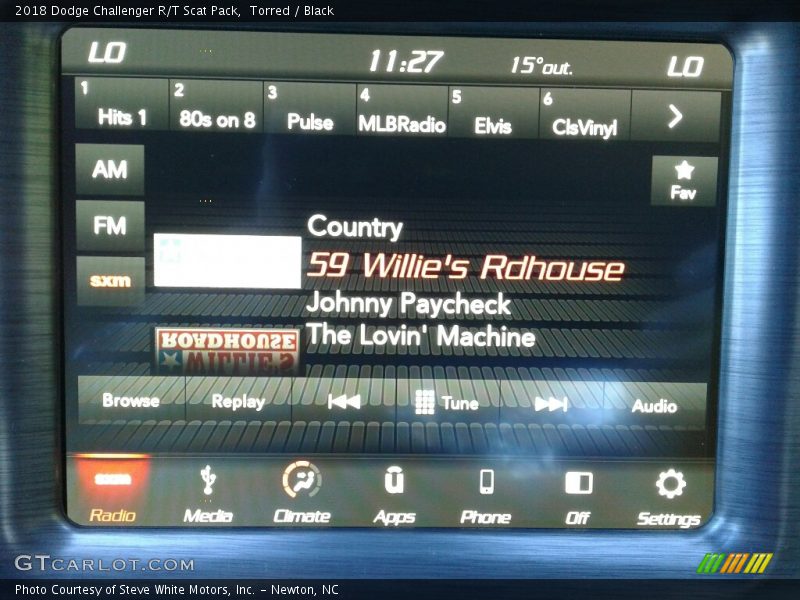 2018 Dodge Challenger R/T Scat Pack, Torred / Black
LO 11:27 15°out. LO
1 Hits 1 2 80s on 8 3 Pulse 4 MLBRadio 5 Elvis 6 ClsVinyl
AM
Fav
FM
Country
sxm
59 Willie's Rdhouse
Johnny Paycheck
The Lovin' Machine
ROADHOUSE
WILLIE'S
Browse Replay Tune Audio
sxm
Radio Media Climate Apps Phone Off Settings
GTCARLOT.COM
Photo Courtesy of Steve White Motors, Inc. – Newton, NC